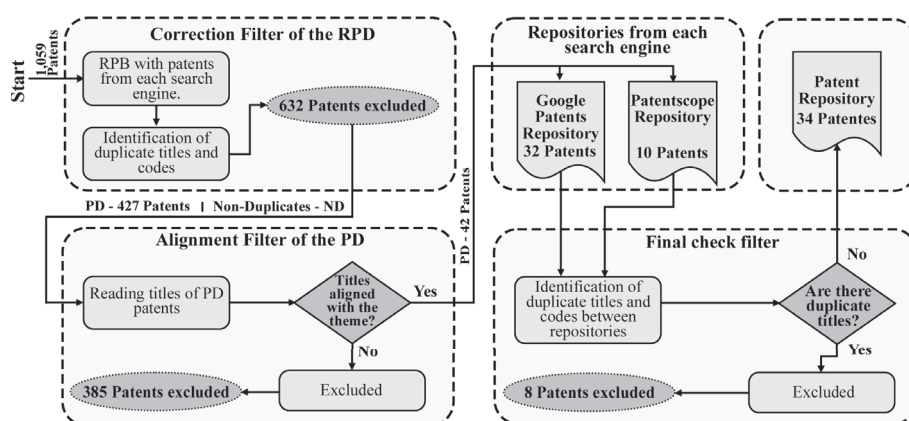 Start
1,059
Patents
Correction Filter of the RPD
RPB with patents
from each search
engine.
Identification of
duplicate titles and
codes
632 Patents excluded
PD - 427 Patents | Non-Duplicates - ND
Alignment Filter of the PD
Reading titles of PD
patents
Titles
aligned
with the
theme?
Yes
No
Excluded
385 Patents excluded
PD - 42 Patents
Repositories from each
search engine
Google
Patents
Repository
32 Patents
Patentscope
Repository
10 Patents
Patent
Repository
34 Patentes
Final check filter
Identification of
duplicate titles and
codes between
repositories
Are there
duplicate
titles?
No
Yes
Excluded
8 Patents excluded